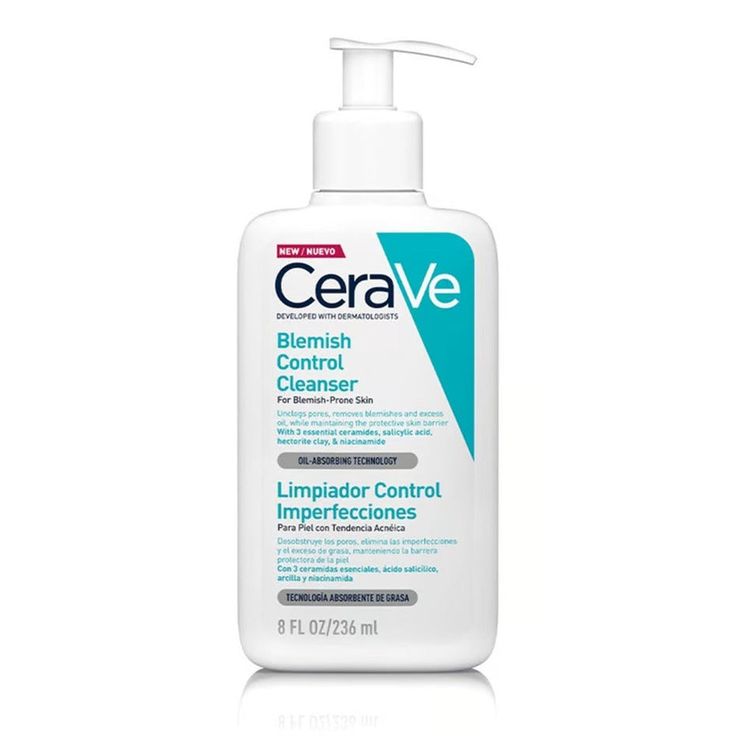 NEW / NUEVO
CeraVe
DEVELOPED WITH DERMATOLOGISTS
Blemish
Control
Cleanser
For Blemish-Prone Skin
Unclogs pores, removes blemishes and excess
oil, while maintaining the protective skin barrier
With 3 essential ceramides, salicylic acid,
hectorite clay, & niacinamide
OIL-ABSORBING TECHNOLOGY
Limpiador Control
Imperfecciones
Para Piel con Tendencia Acnéica
Desobstruye los poros, elimina las imperfecciones
y el exceso de grasa, manteniendo la barrera
protectora de la piel
Con 3 ceramidas esenciales, ácido salicílico,
arcilla y niacinamida
TECNOLOGÍA ABSORBENTE DE GRASA
8 FL OZ/236 ml